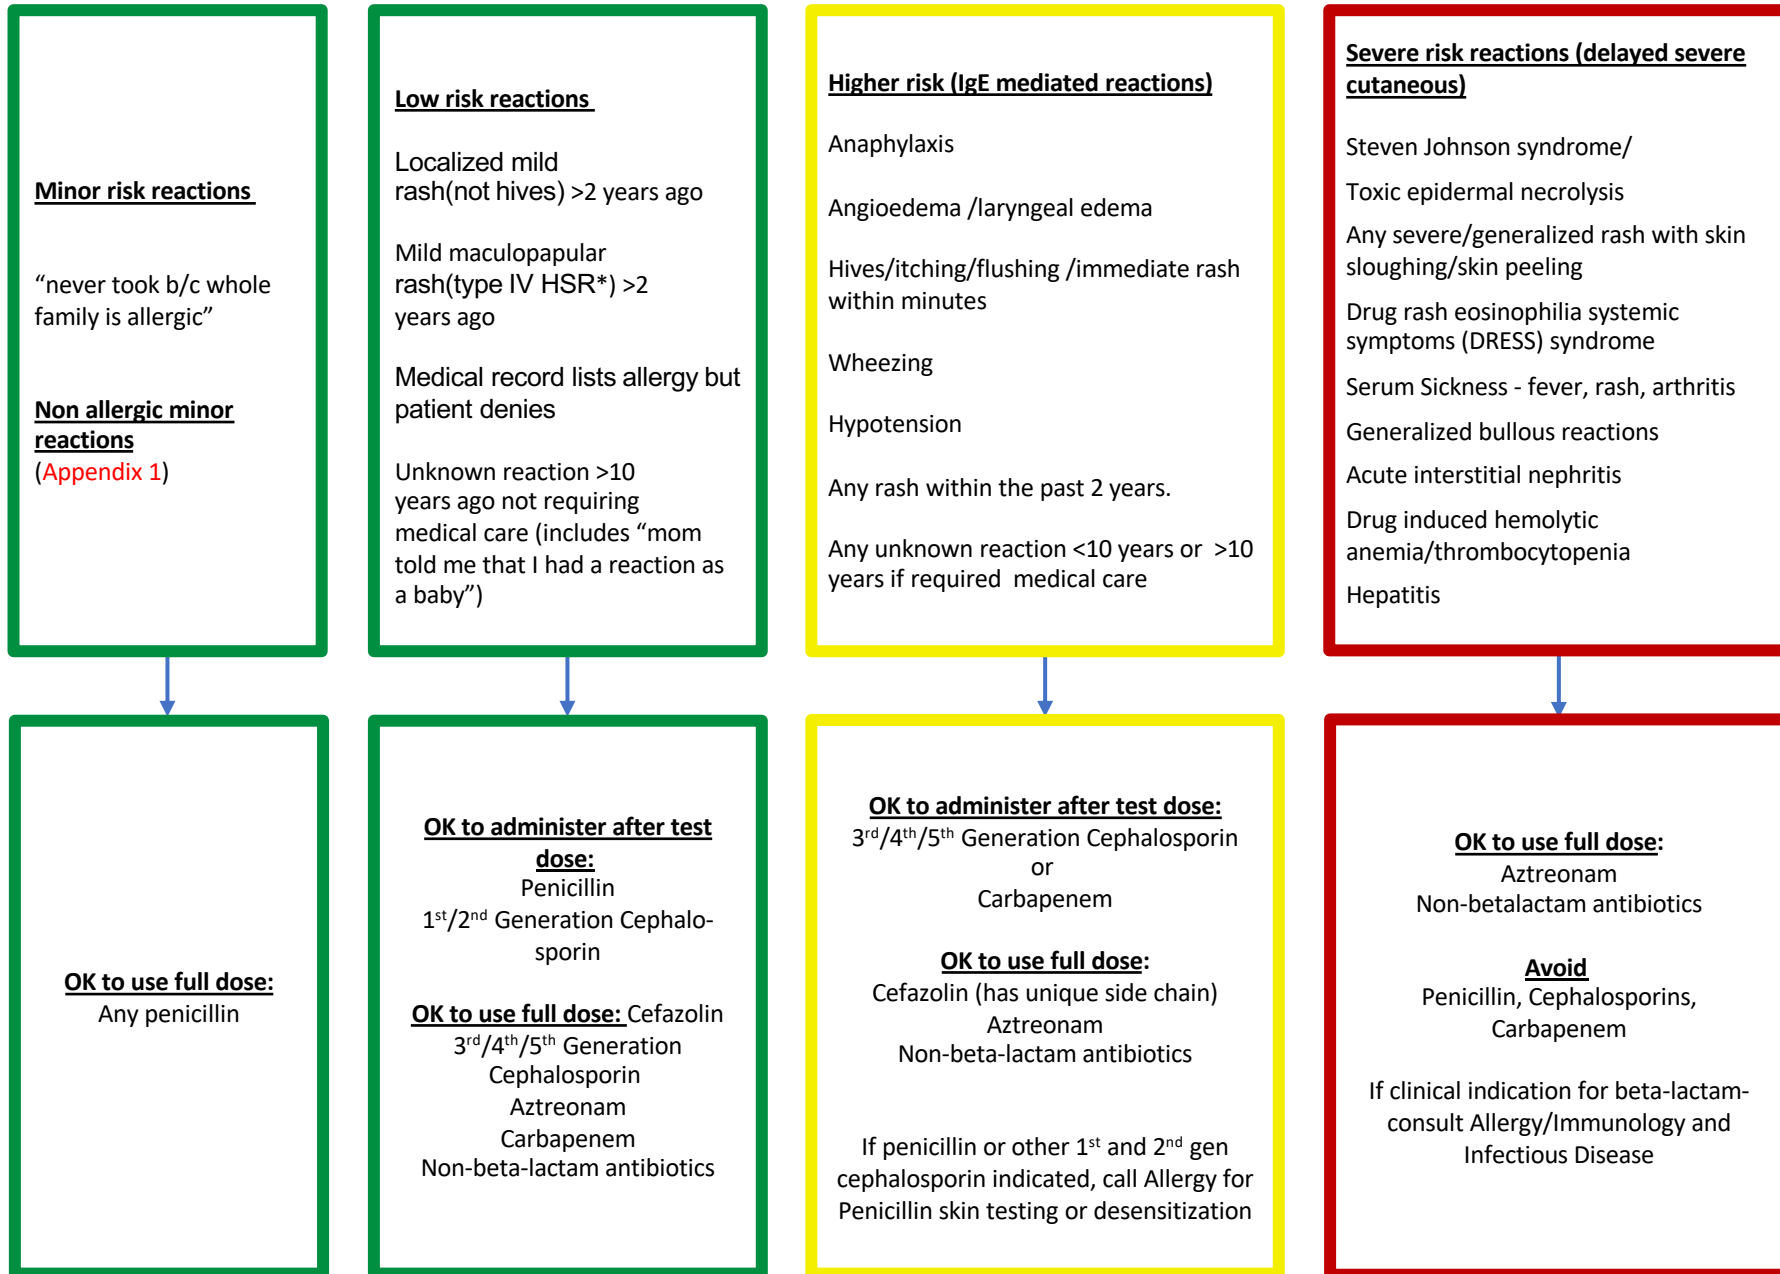 Minor risk reactions
“never took b/c whole
family is allergic”
Non allergic minor
reactions
(Appendix 1)
Low risk reactions
Localized mild
rash(not hives) >2 years ago
Mild maculopapular
rash(type IV HSR*) >2
years ago
Medical record lists allergy but
patient denies
Unknown reaction >10
years ago not requiring
medical care (includes “mom
told me that I had a reaction as
a baby”)
Higher risk (IgE mediated reactions)
Anaphylaxis
Angioedema /laryngeal edema
Hives/itching/flushing /immediate rash
within minutes
Wheezing
Hypotension
Any rash within the past 2 years.
Any unknown reaction <10 years or >10
years if required medical care
Severe risk reactions (delayed severe
cutaneous)
Steven Johnson syndrome/
Toxic epidermal necrolysis
Any severe/generalized rash with skin
sloughing/skin peeling
Drug rash eosinophilia systemic
symptoms (DRESS) syndrome
Serum Sickness - fever, rash, arthritis
Generalized bullous reactions
Acute interstitial nephritis
Drug induced hemolytic
anemia/thrombocytopenia
Hepatitis
OK to use full dose:
Any penicillin
OK to administer after test
dose:
Penicillin
1st/2nd Generation Cephalo-
sporin
OK to use full dose: Cefazolin
3rd/4th/5th Generation
Cephalosporin
Aztreonam
Carbapenem
Non-beta-lactam antibiotics
OK to administer after test dose:
3rd/4th/5th Generation Cephalosporin
or
Carbapenem
OK to use full dose:
Cefazolin (has unique side chain)
Aztreonam
Non-beta-lactam antibiotics
If penicillin or other 1st and 2nd gen
cephalosporin indicated, call Allergy for
Penicillin skin testing or desensitization
OK to use full dose:
Aztreonam
Non-betalactam antibiotics
Avoid
Penicillin, Cephalosporins,
Carbapenem
If clinical indication for beta-lactam-
consult Allergy/Immunology and
Infectious Disease